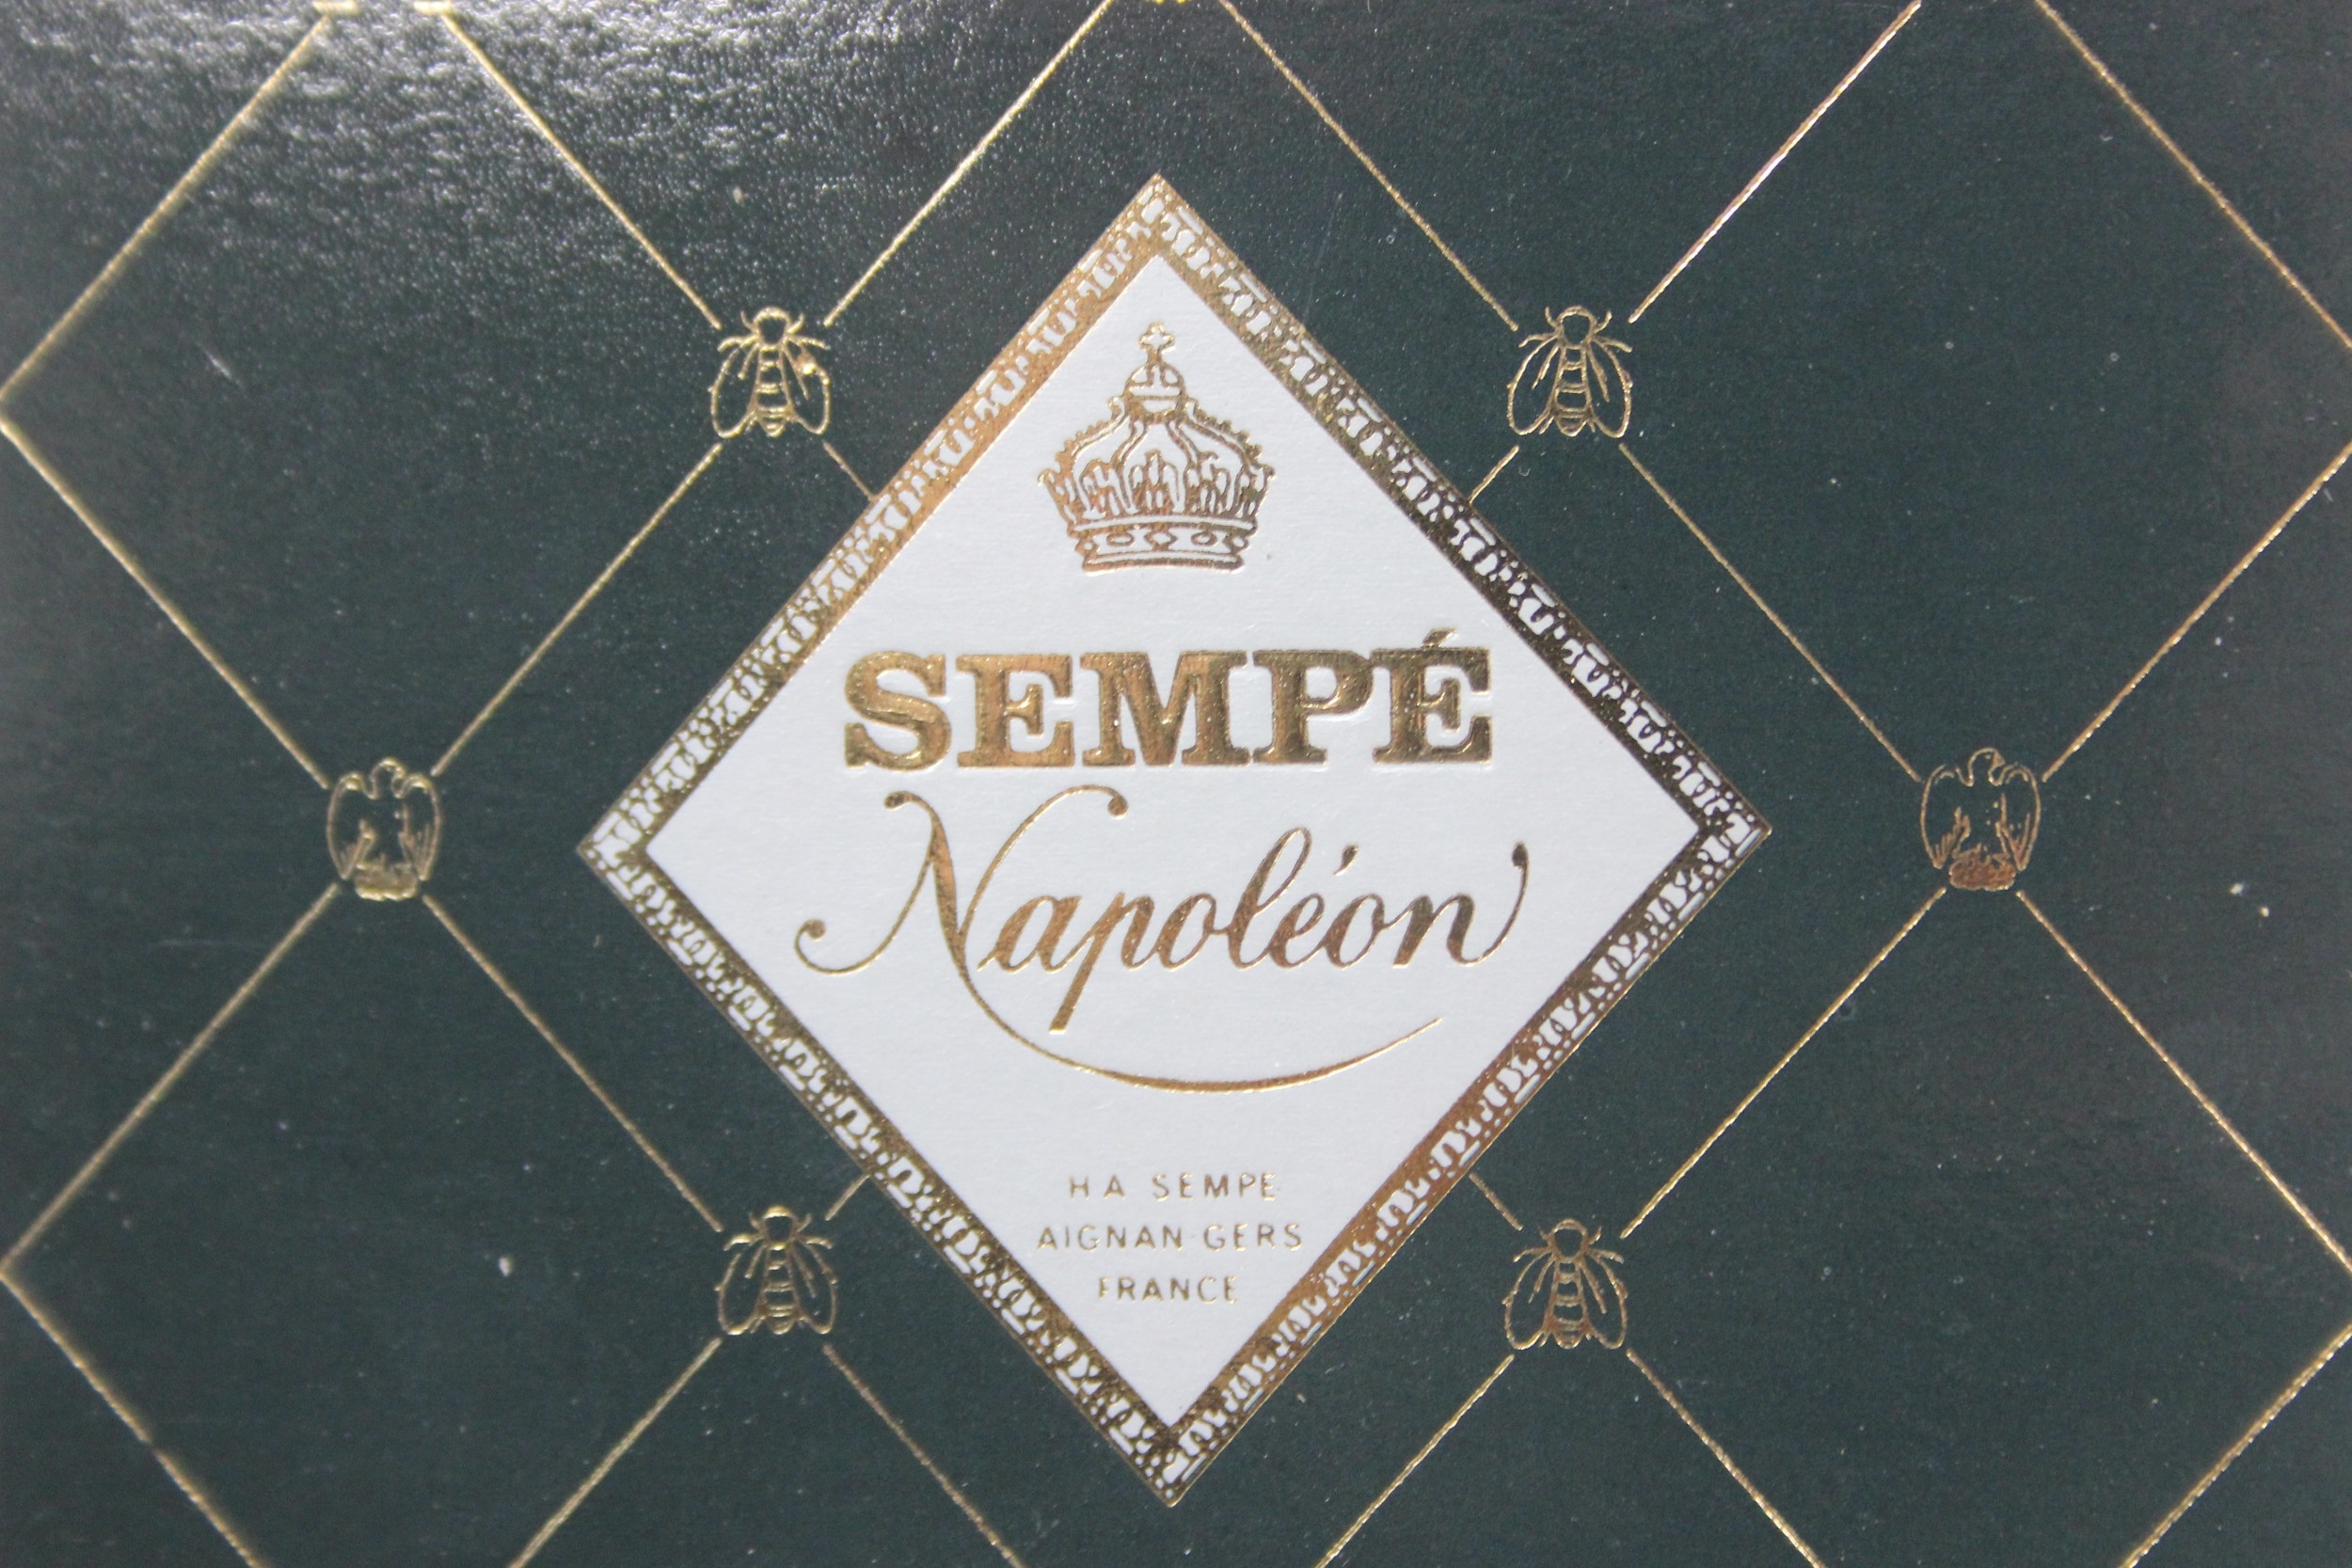 SEMPÉ
Napoléon
H A SEMPE
AIGNAN-GERS
FRANCE